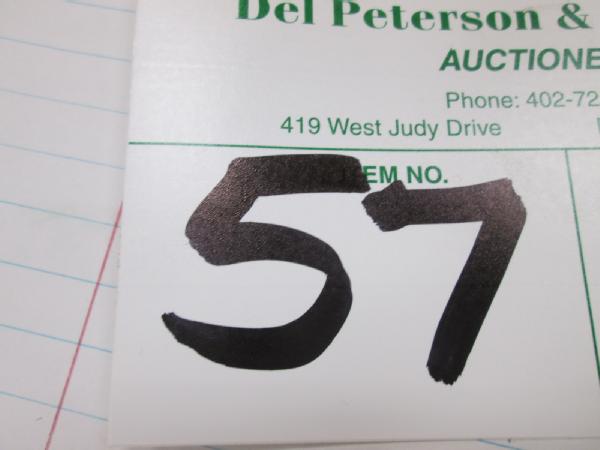 Del Peterson &
AUCTIONE
Phone: 402-72
419 West Judy Drive
EM NO.
57